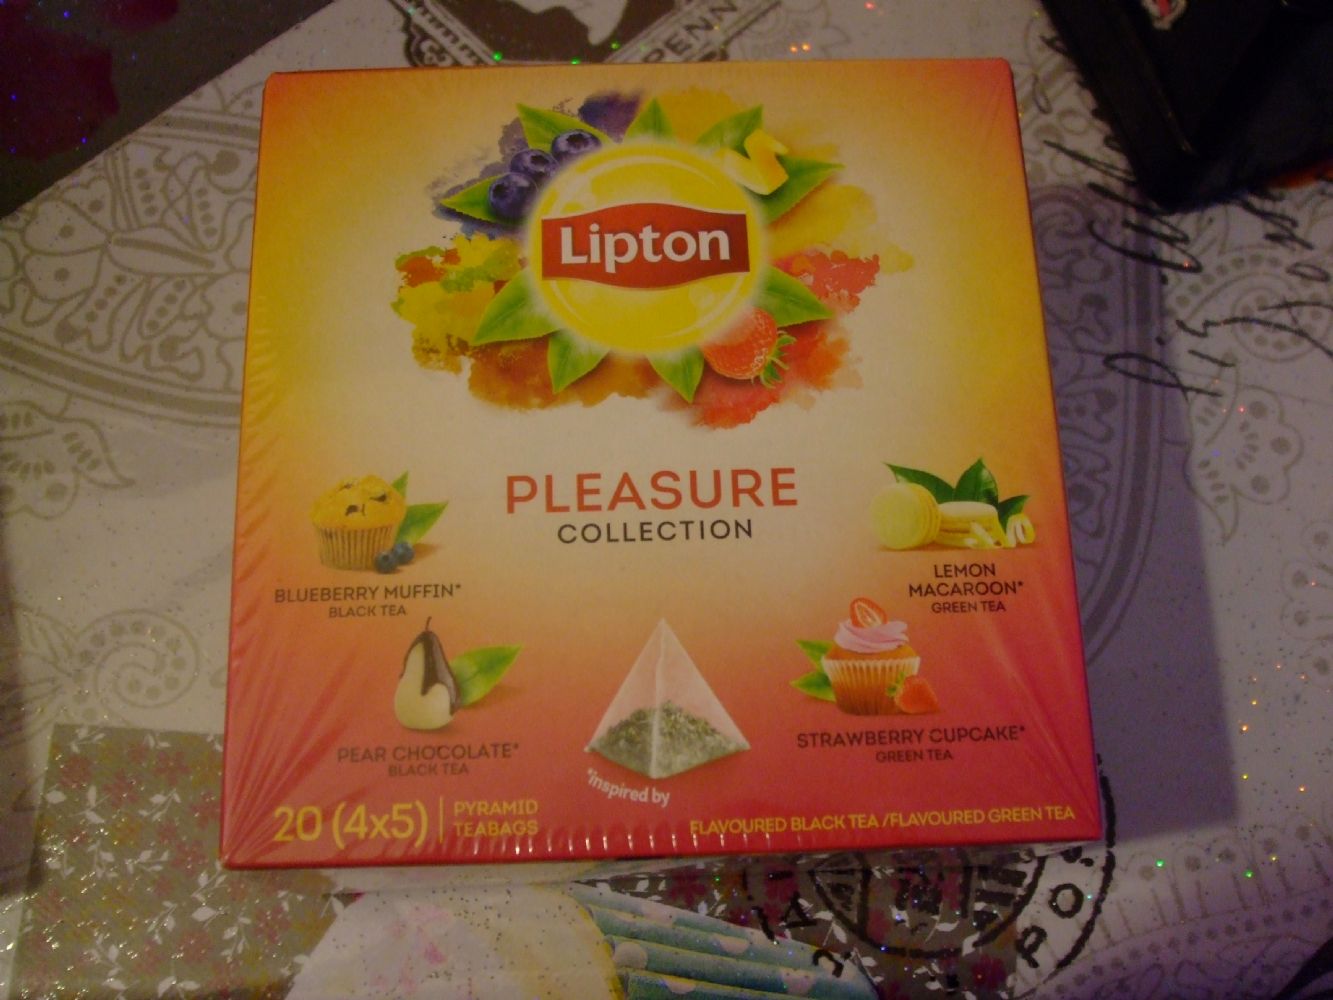 PENN
Lipton
PLEASURE
COLLECTION
BLUEBERRY MUFFIN*
BLACK TEA
LEMON
MACAROON*
GREEN TEA
PEAR CHOCOLATE*
BLACK TEA
STRAWBERRY CUPCAKE*
GREEN TEA
*inspired by
20 (4x5)
PYRAMID
TEABAGS
FLAVOURED BLACK TEA /FLAVOURED GREEN TEA